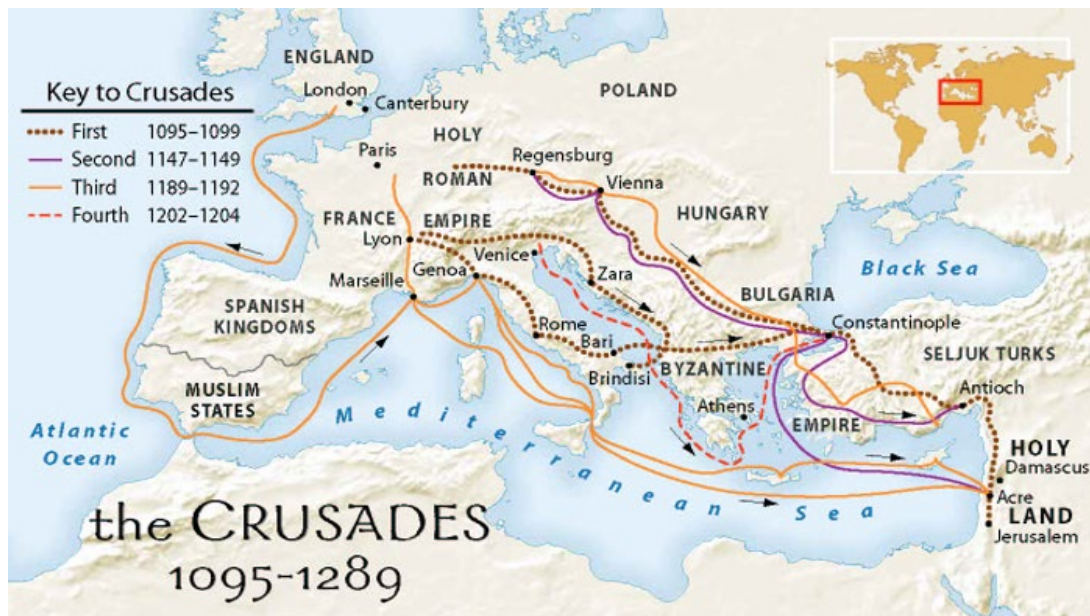 ENGLAND
London
Canterbury
Key to Crusades
First 1095–1099
Second 1147–1149
Third 1189–1192
Fourth 1202–1204
POLAND
HOLY
ROMAN
EMPIRE
Paris
Regensburg
Vienna
FRANCE
HUNGARY
Lyon
Venice
Genoa
Marseille
Zara
Black Sea
BULGARIA
SPANISH
KINGDOMS
Rome
Bari
Brindisi
Constantinople
SELJUK TURKS
BYZANTINE
EMPIRE
MUSLIM
STATES
Athens
Antioch
Atlantic
Ocean
Mediterranean Sea
HOLY
LAND
Damascus
Acre
Jerusalem
the CRUSADES
1095-1289